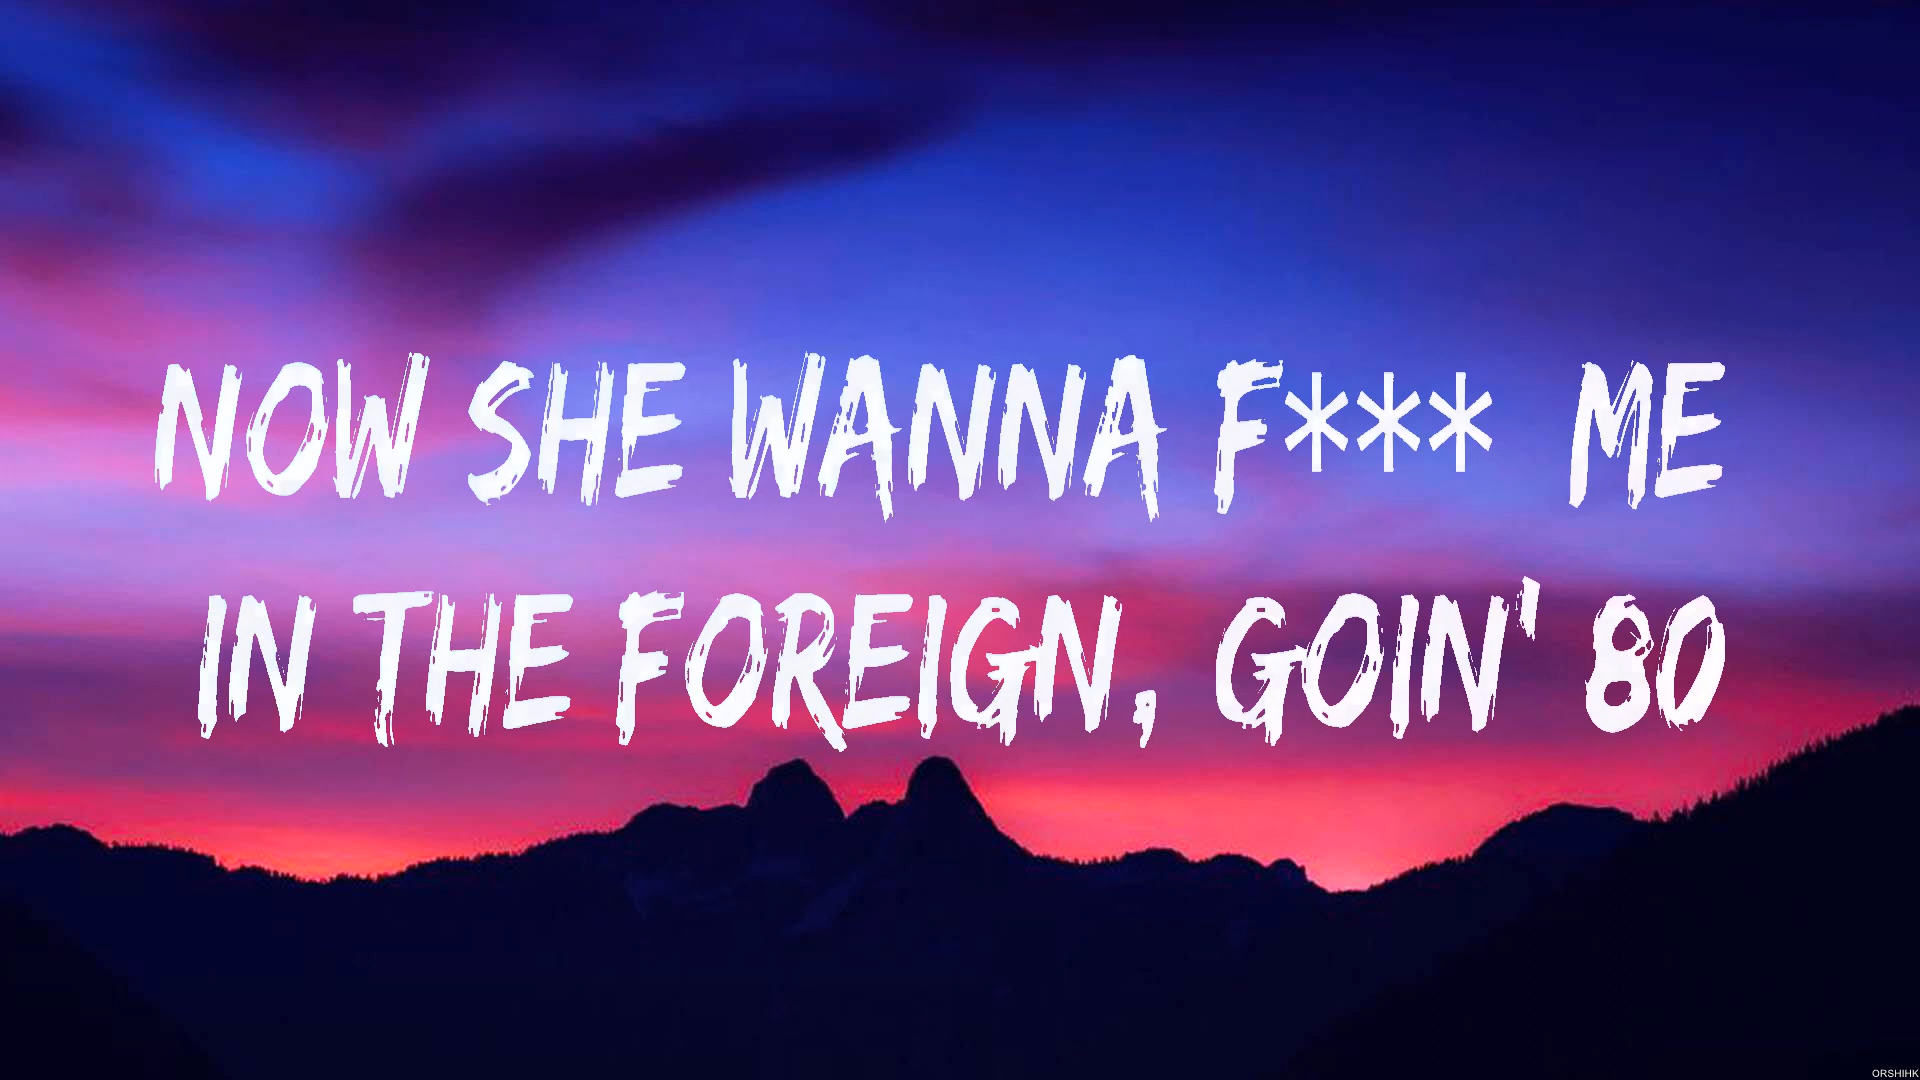 NOW SHE WANNA F*** ME
IN THE FOREIGN, GOIN' 80
ORSHIHK